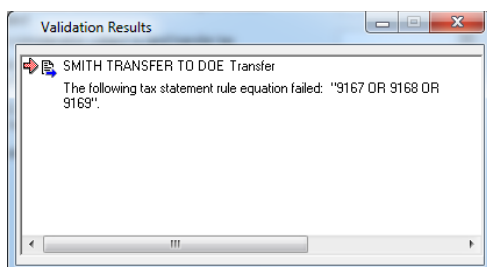 Validation Results
SMITH TRANSFER TO DOE Transfer
The following tax statement rule equation failed: "9167 OR 9168 OR
9169".